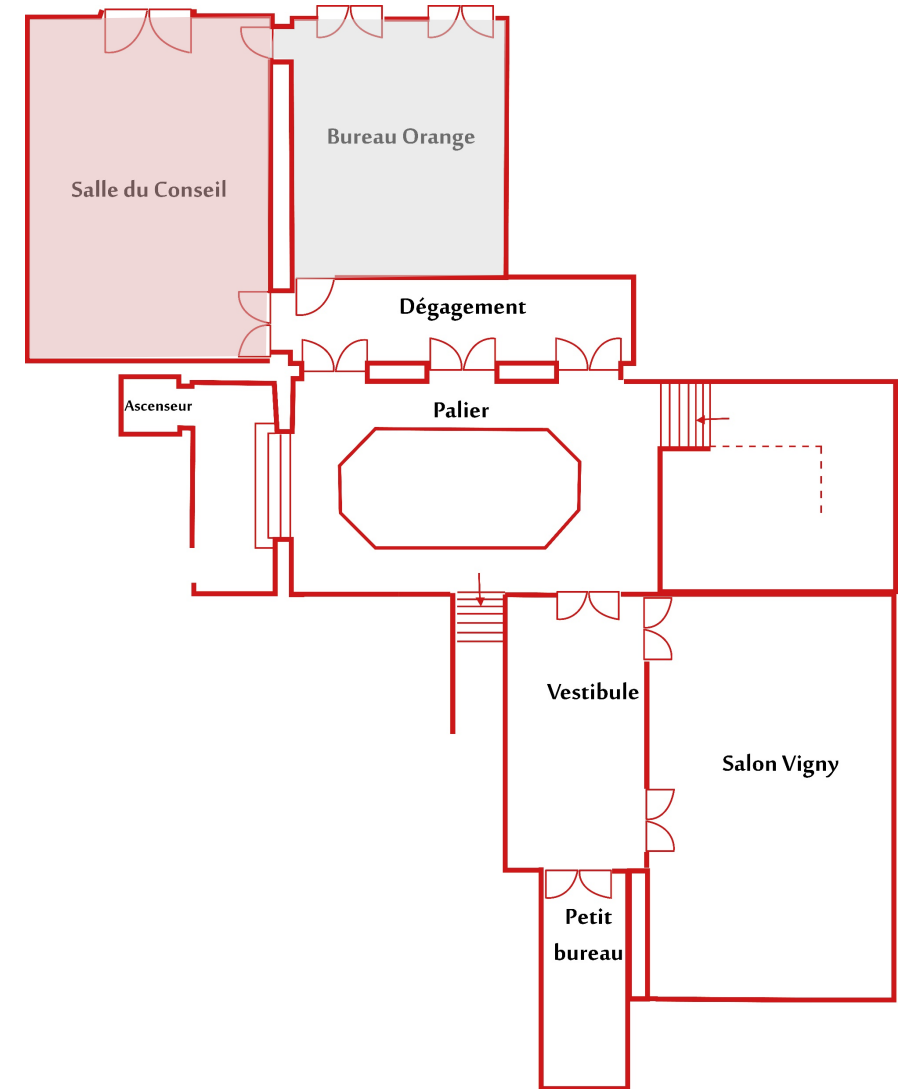 Bureau Orange
Salle du Conseil
Dégagement
Ascenseur
Palier
Vestibule
Salon Vigny
Petit
bureau